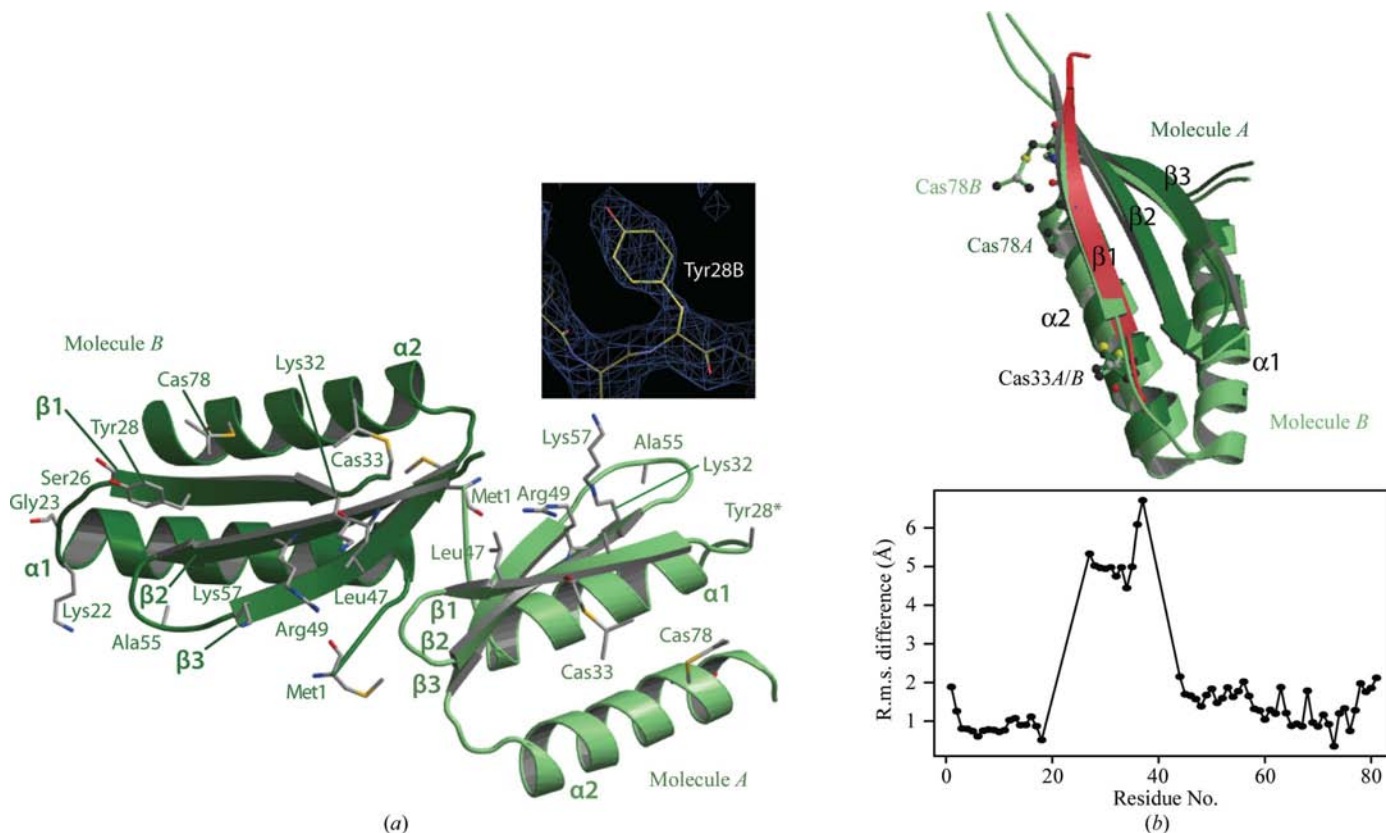 Tyr28B
Molecule B
α2
Lys32
Cas78
β1
Tyr28
Cas33
Ser26
Gly23
α1
β2
Lys57
Leu47
Lys22
Ala55
Arg49
β3
Met1
Lys57
Ala55
Lys32
Met1
Arg49
Tyr28*
Leu47
β1
α1
β2
Cas78
β3
Cas33
Molecule A
α2
(a)
Molecule A
β3
Cas78B
β2
Cas78A
β1
α2
α1
Cas33A/B
Molecule B
R.m.s. difference (Å)
6
5
4
3
2
1
0 20 40 60 80
Residue No.
(b)